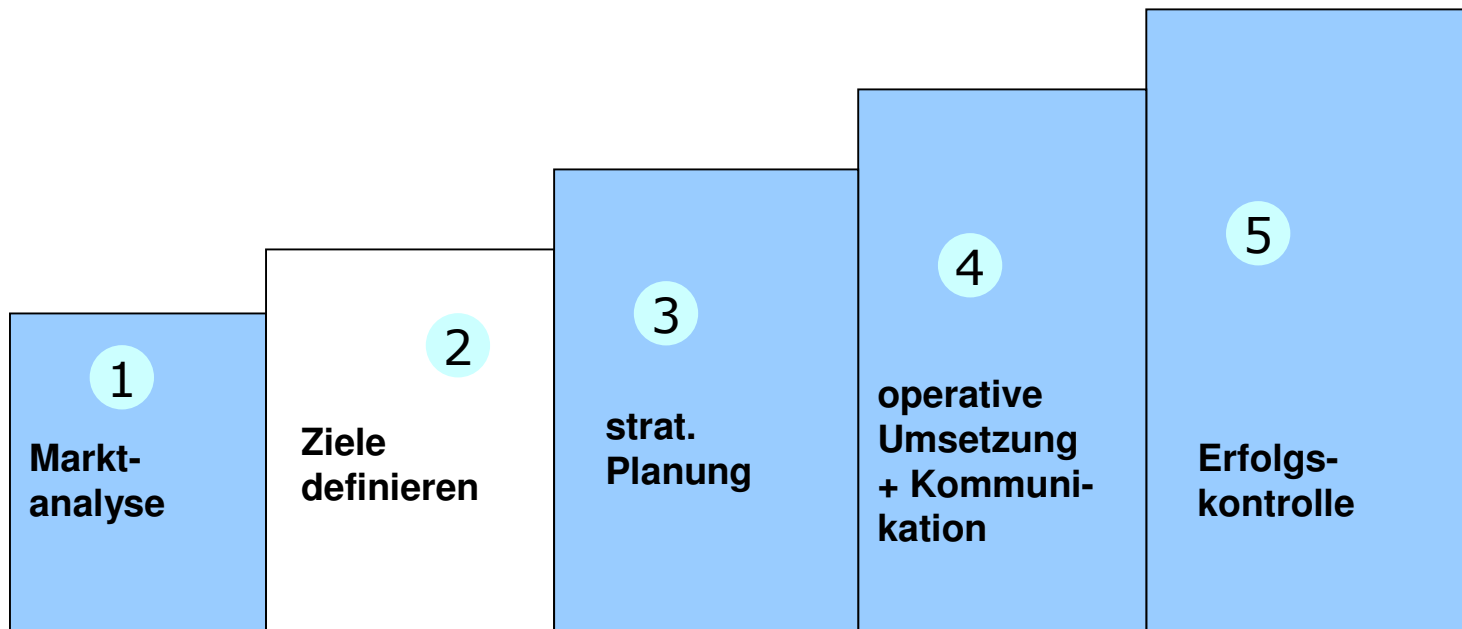 1
Markt-
analyse
2
Ziele
definieren
3
strat.
Planung
4
operative
Umsetzung
+ Kommuni-
kation
5
Erfolgs-
kontrolle